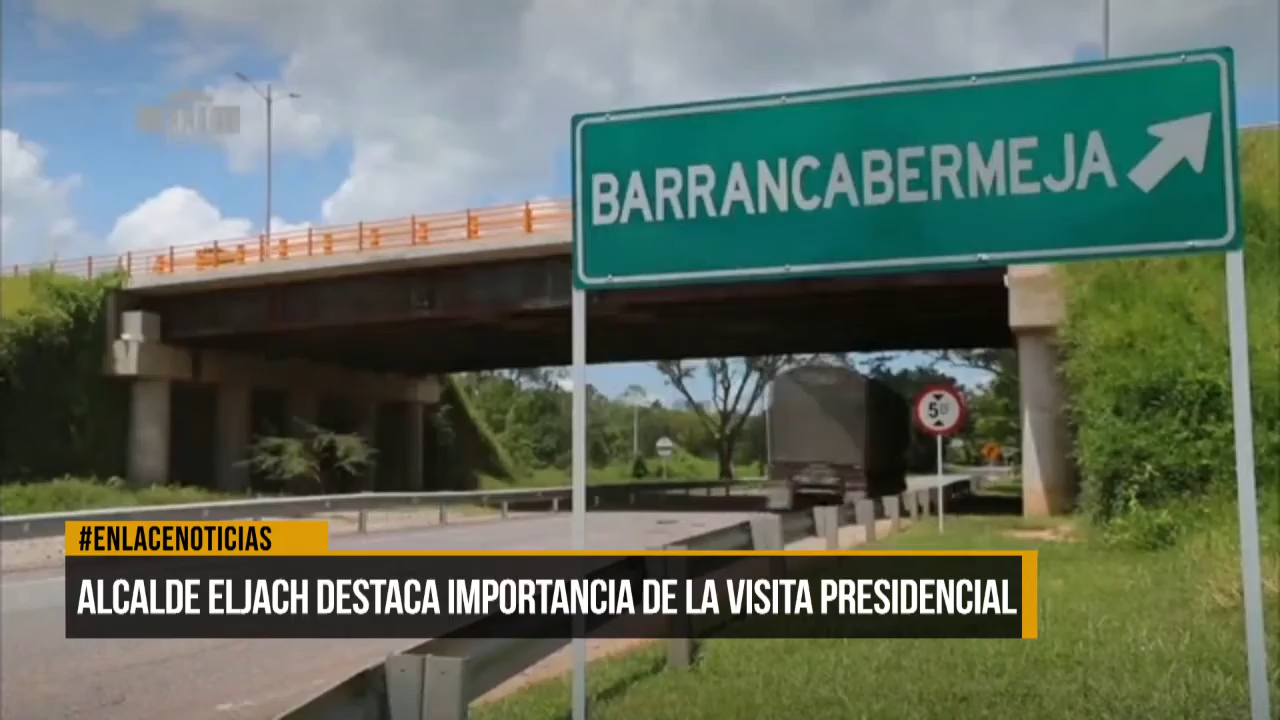 BARRANCABERMEJA
#ENLACENOTICIAS
ALCALDE ELJACH DESTACA IMPORTANCIA DE LA VISITA PRESIDENCIAL